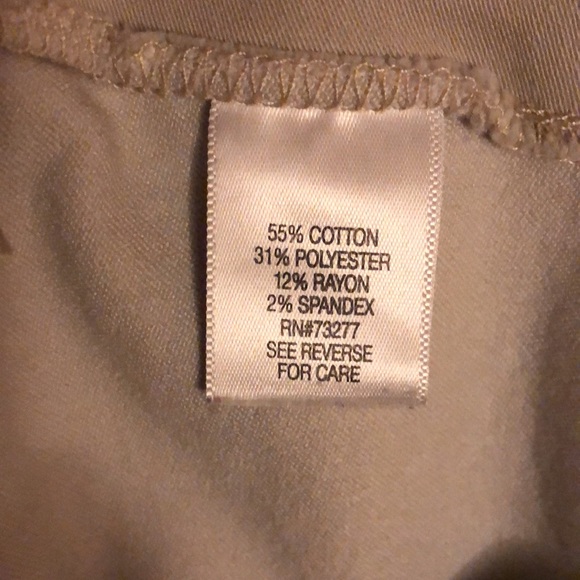 55% COTTON
31% POLYESTER
12% RAYON
2% SPANDEX
RN#73277
SEE REVERSE
FOR CARE